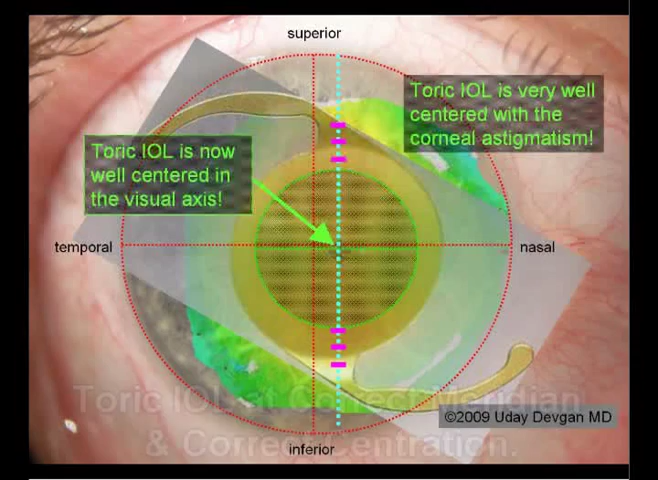 superior
Toric IOL is very well
centered with the
corneal astigmatism!
Toric IOL is now
well centered in
the visual axis!
temporal
nasal
Toric IOL at Correct Meridian
& Correct Centration.
©2009 Uday Devgan MD
inferior